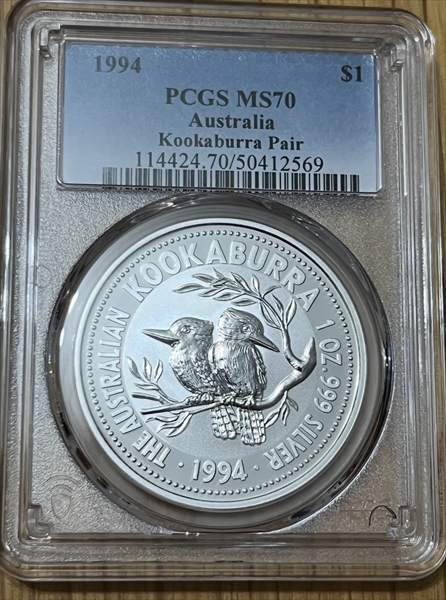 1994 $1
PCGS MS70
Australia
Kookaburra Pair
114424.70/50412569
THE AUSTRALIAN KOOKABURRA 1 OZ. 999 SILVER
· 1994 ·